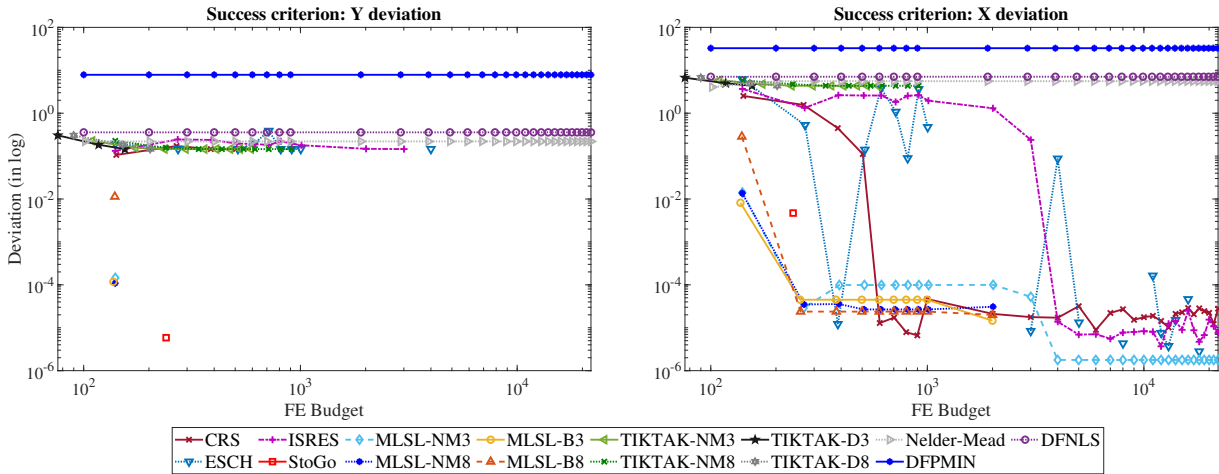 Success criterion: Y deviation
Success criterion: X deviation
Deviation (in log)
10^2
10^0
10^-2
10^-4
10^-6
10^2
10^3
10^4
FE Budget
10^2
10^0
10^-2
10^-4
10^-6
10^2
10^3
10^4
FE Budget
CRS ISRES MLSL-NM3 MLSL-B3 TIKTAK-NM3 TIKTAK-D3 Nelder-Mead DFNLS
ESCH StoGo MLSL-NM8 MLSL-B8 TIKTAK-NM8 TIKTAK-D8 DFPMIN